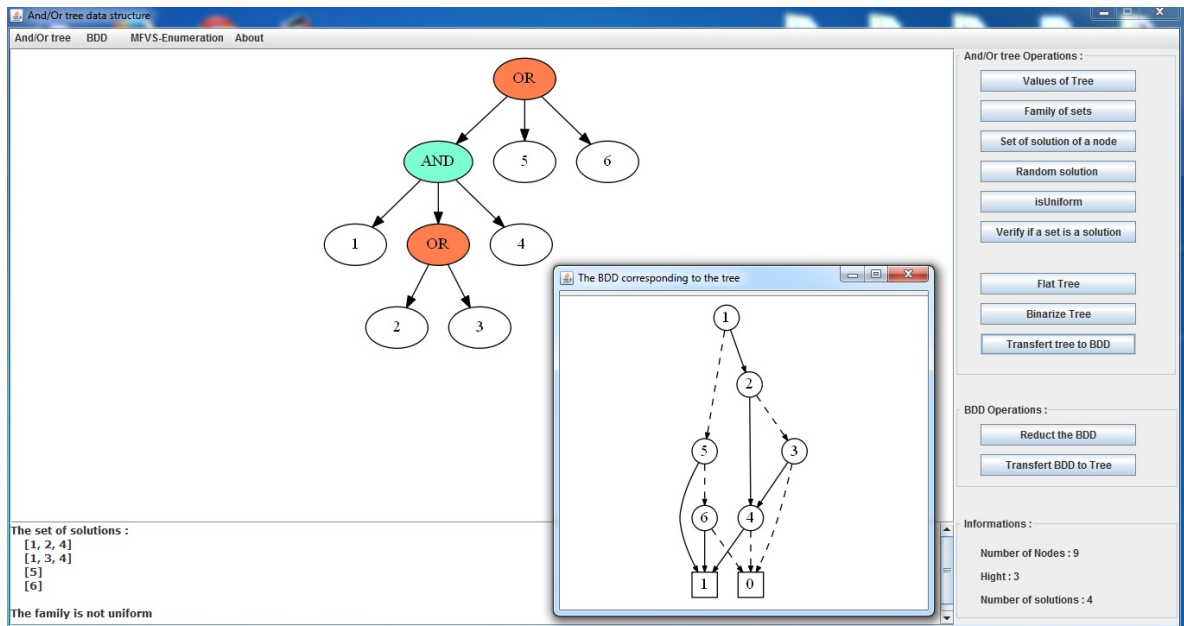 And/Or tree data structure
And/Or tree BDD MFVS-Enumeration About
OR
AND 5 6
1 OR 4
2 3
The BDD corresponding to the tree
1
2
5 3
6 4
1 0
The set of solutions :
[1, 2, 4]
[1, 3, 4]
[5]
[6]
The family is not uniform
And/Or tree Operations :
Values of Tree
Family of sets
Set of solution of a node
Random solution
isUniform
Verify if a set is a solution
Flat Tree
Binarize Tree
Transfert tree to BDD
BDD Operations :
Reduct the BDD
Transfert BDD to Tree
Informations :
Number of Nodes : 9
Hight : 3
Number of solutions : 4